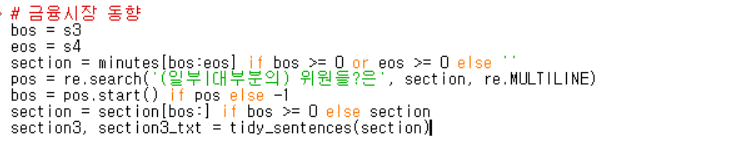 # 금융시장 동향
bos = s3
eos = s4
section = minutes[bos:eos] if bos >= 0 or eos >= 0 else ''
pos = re.search('(일부|대부분의) 위원들?은', section, re.MULTILINE)
bos = pos.start() if pos else -1
section = section[bos:] if bos >= 0 else section
section3, section3_txt = tidy_sentences(section)